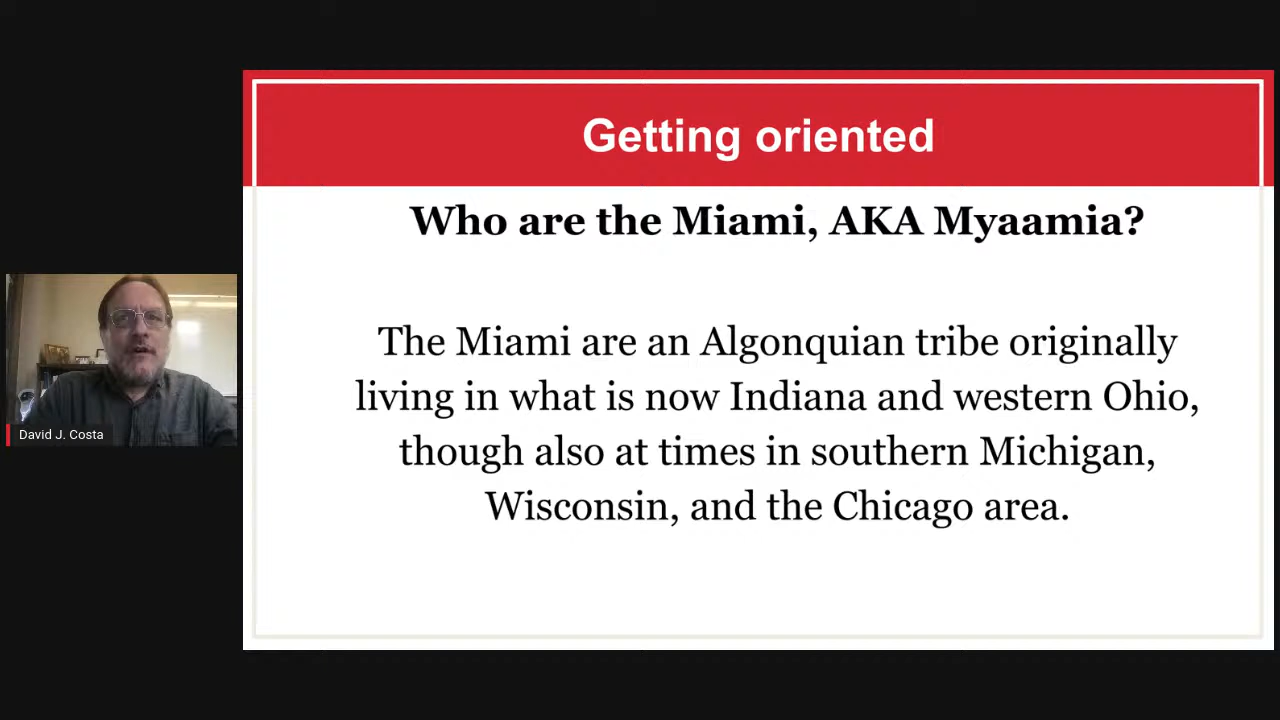 Getting oriented
Who are the Miami, AKA Myaamia?
The Miami are an Algonquian tribe originally
living in what is now Indiana and western Ohio,
though also at times in southern Michigan,
Wisconsin, and the Chicago area.
David J. Costa